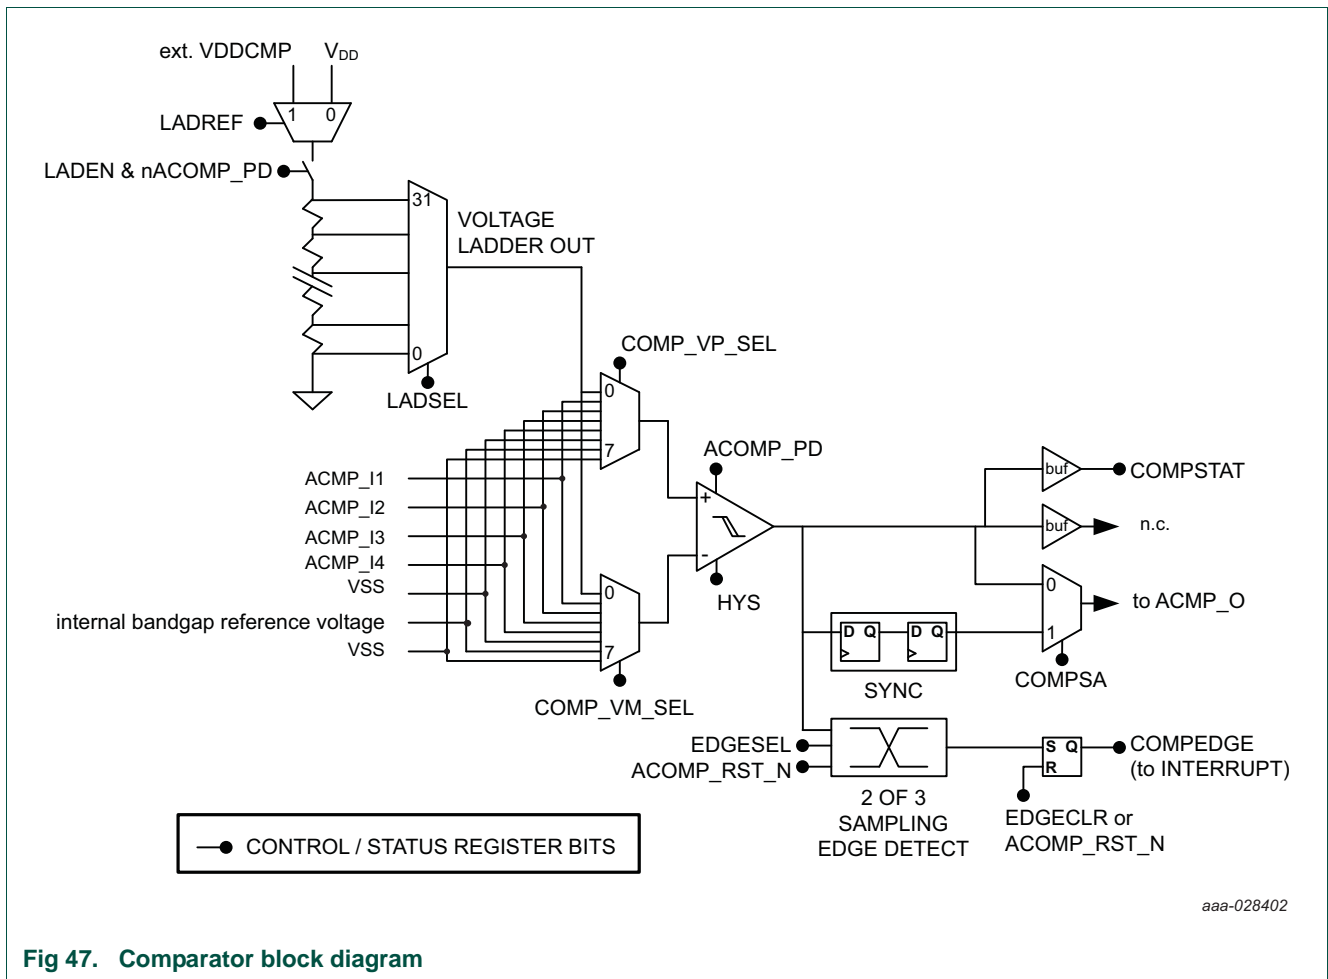 ext. VDDCMP VDD
1 0
LADREF
LADEN & nACOMP_PD
31
VOLTAGE
LADDER OUT
0
LADSEL
COMP_VP_SEL
0
7
ACMP_I1
ACMP_I2
ACMP_I3
ACMP_I4
VSS
internal bandgap reference voltage
VSS
0
7
COMP_VM_SEL
ACOMP_PD
+
-
HYS
buf
COMPSTAT
buf
n.c.
0
1
to ACMP_O
COMPSA
D Q D Q
SYNC
EDGESEL
ACOMP_RST_N
2 OF 3
SAMPLING
EDGE DETECT
S Q
R
COMPEDGE
(to INTERRUPT)
EDGECLR or
ACOMP_RST_N
CONTROL / STATUS REGISTER BITS
aaa-028402
Fig 47. Comparator block diagram